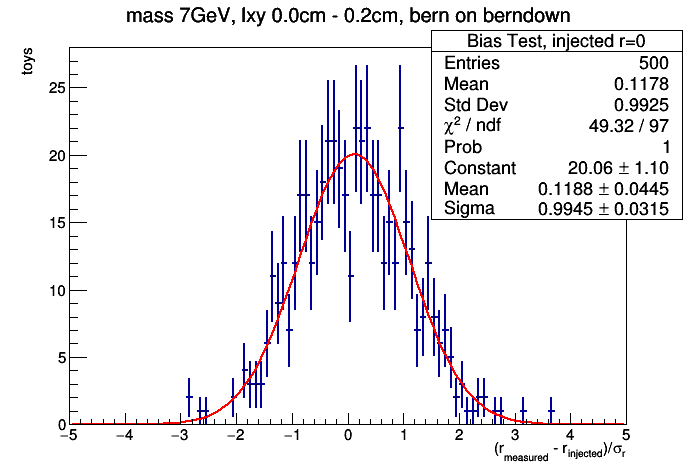 mass 7GeV, lxy 0.0cm - 0.2cm, bern on berndown
Bias Test, injected r=0
Entries 500
Mean 0.1178
Std Dev 0.9925
χ² / ndf 49.32 / 97
Prob 1
Constant 20.06 ± 1.10
Mean 0.1188 ± 0.0445
Sigma 0.9945 ± 0.0315
toys
25
20
15
10
5
0
−5 −4 −3 −2 −1 0 1 2 3 4 5
(r_measured - r_injected)/σ_r